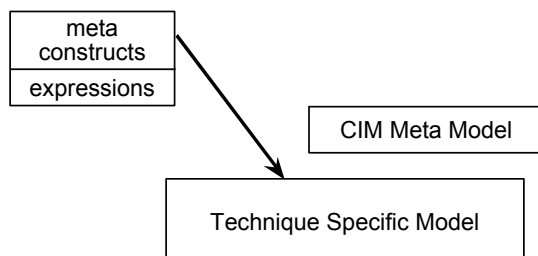 meta
constructs
expressions
CIM Meta Model
Technique Specific Model